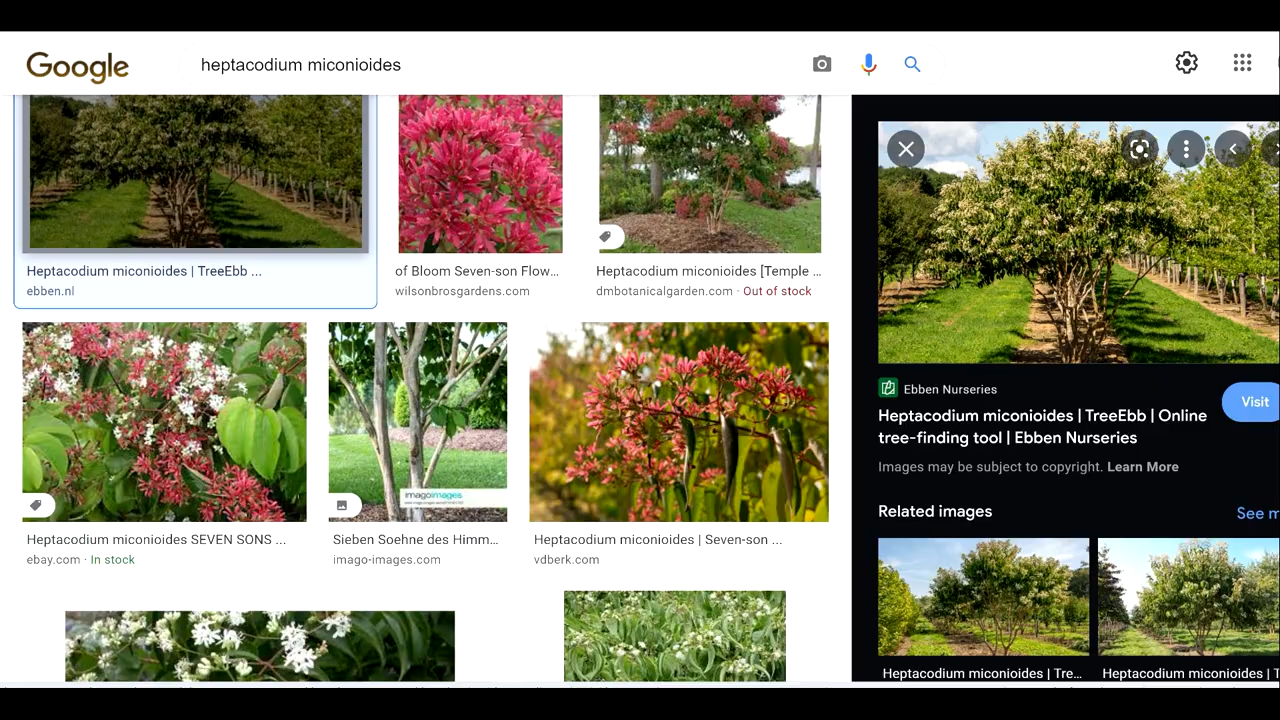 Google
heptacodium miconioides
Heptacodium miconioides | TreeEbb ...
ebben.nl
of Bloom Seven-son Flow...
wilsonbrosgardens.com
Heptacodium miconioides [Temple ...
dmbotanicalgarden.com · Out of stock
Heptacodium miconioides SEVEN SONS ...
ebay.com · In stock
imagoimages
Sieben Soehne des Himm...
imago-images.com
Heptacodium miconioides | Seven-son ...
vdberk.com
Ebben Nurseries
Visit
Heptacodium miconioides | TreeEbb | Online
tree-finding tool | Ebben Nurseries
Images may be subject to copyright. Learn More
Related images
See m
Heptacodium miconioides | Tre...
Heptacodium miconioides | T